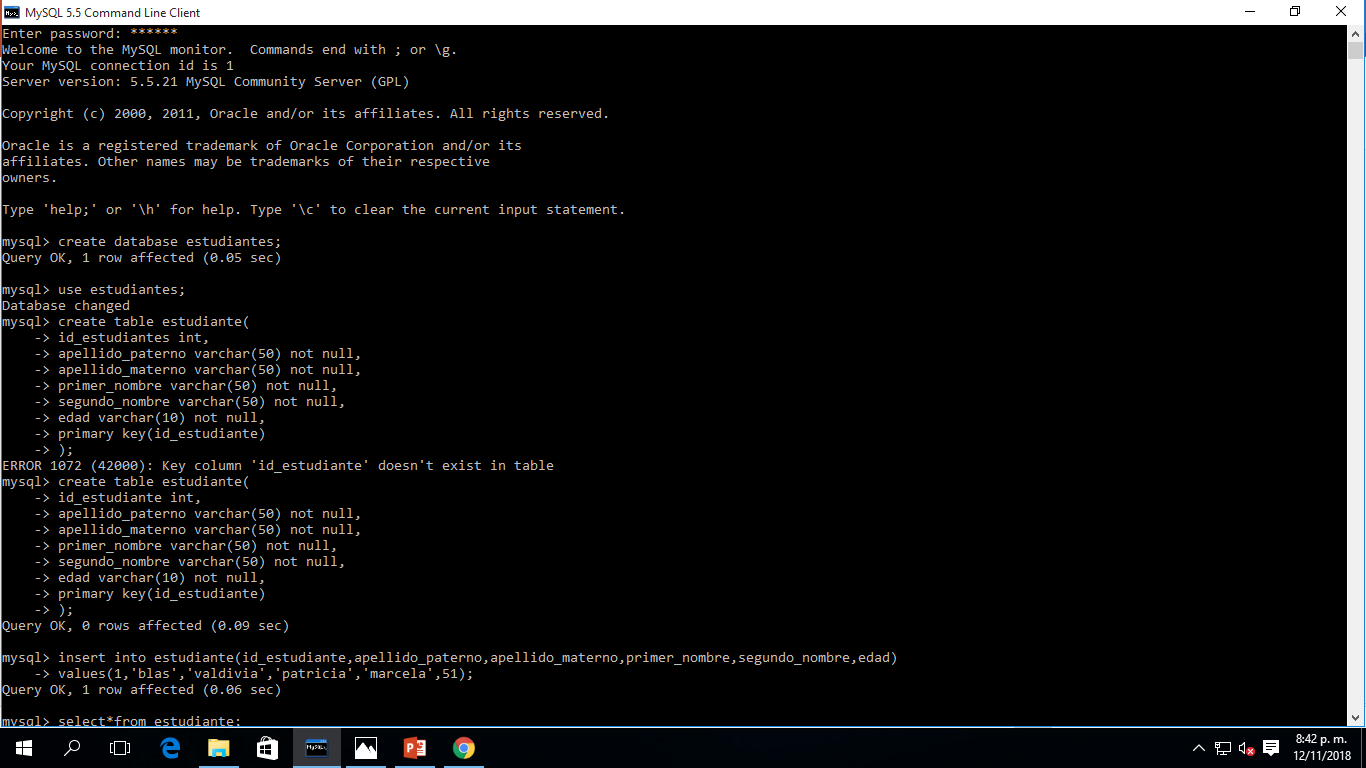 MySQL 5.5 Command Line Client
Enter password: ******
Welcome to the MySQL monitor.  Commands end with ; or \g.
Your MySQL connection id is 1
Server version: 5.5.21 MySQL Community Server (GPL)
Copyright (c) 2000, 2011, Oracle and/or its affiliates. All rights reserved.
Oracle is a registered trademark of Oracle Corporation and/or its
affiliates. Other names may be trademarks of their respective
owners.
Type 'help;' or '\h' for help. Type '\c' to clear the current input statement.
mysql> create database estudiantes;
Query OK, 1 row affected (0.05 sec)
mysql> use estudiantes;
Database changed
mysql> create table estudiante(
    -> id_estudiantes int,
    -> apellido_paterno varchar(50) not null,
    -> apellido_materno varchar(50) not null,
    -> primer_nombre varchar(50) not null,
    -> segundo_nombre varchar(50) not null,
    -> edad varchar(10) not null,
    -> primary key(id_estudiante)
    -> );
ERROR 1072 (42000): Key column 'id_estudiante' doesn't exist in table
mysql> create table estudiante(
    -> id_estudiante int,
    -> apellido_paterno varchar(50) not null,
    -> apellido_materno varchar(50) not null,
    -> primer_nombre varchar(50) not null,
    -> segundo_nombre varchar(50) not null,
    -> edad varchar(10) not null,
    -> primary key(id_estudiante)
    -> );
Query OK, 0 rows affected (0.09 sec)
mysql> insert into estudiante(id_estudiante,apellido_paterno,apellido_materno,primer_nombre,segundo_nombre,edad)
    -> values(1,'blas','valdivia','patricia','marcela',51);
Query OK, 1 row affected (0.06 sec)
mysql> select*from estudiante;
8:42 p. m.
12/11/2018